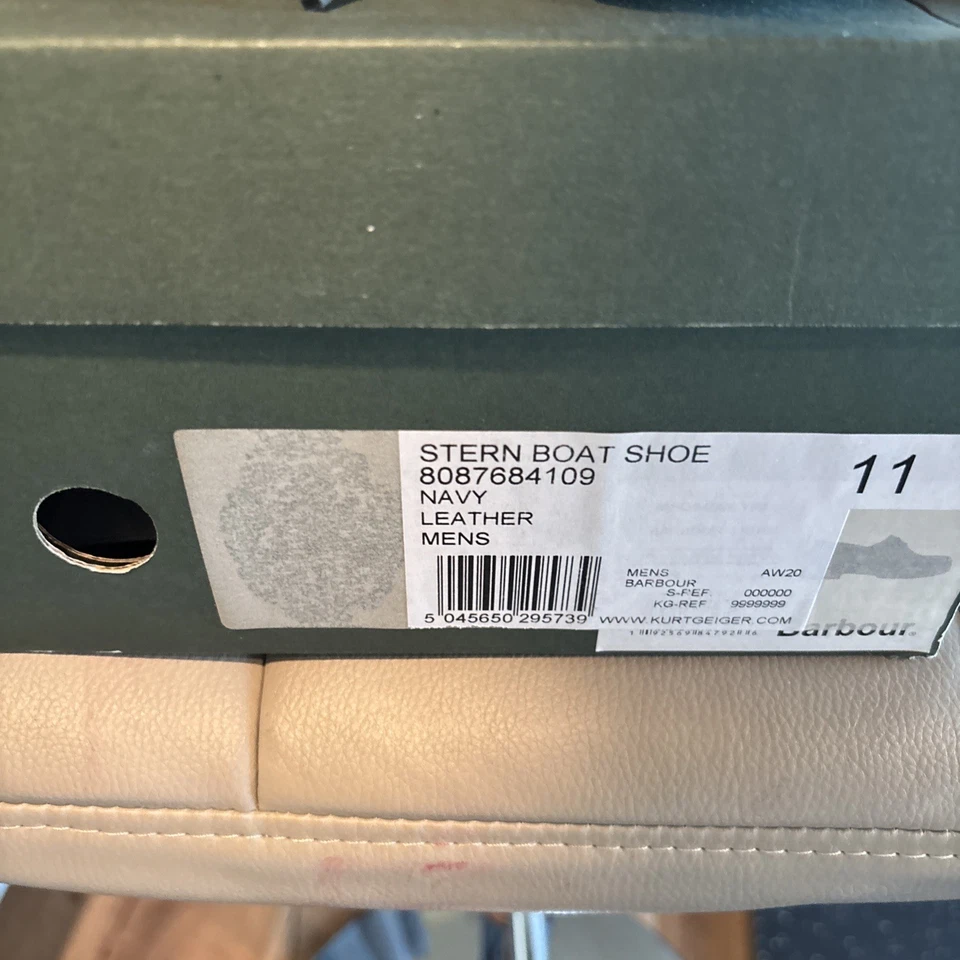 STERN BOAT SHOE
8087684109
NAVY
LEATHER
MENS
11
MENS AW20
BARBOUR
S-REF. 000000
KG-REF 9999999
5 045650 295739
WWW.KURTGEIGER.COM
Barbour